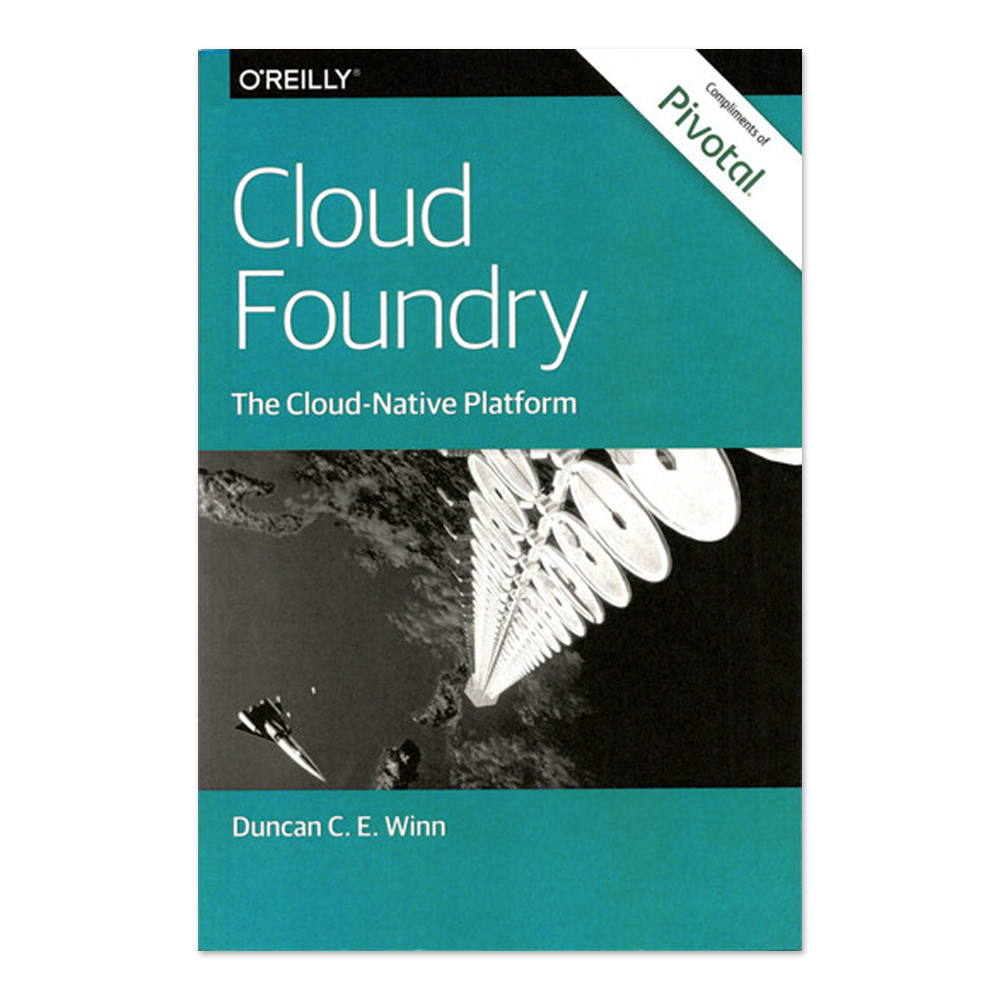 O'REILLY®
Compliments of
Pivotal.
Cloud
Foundry
The Cloud-Native Platform
Duncan C. E. Winn